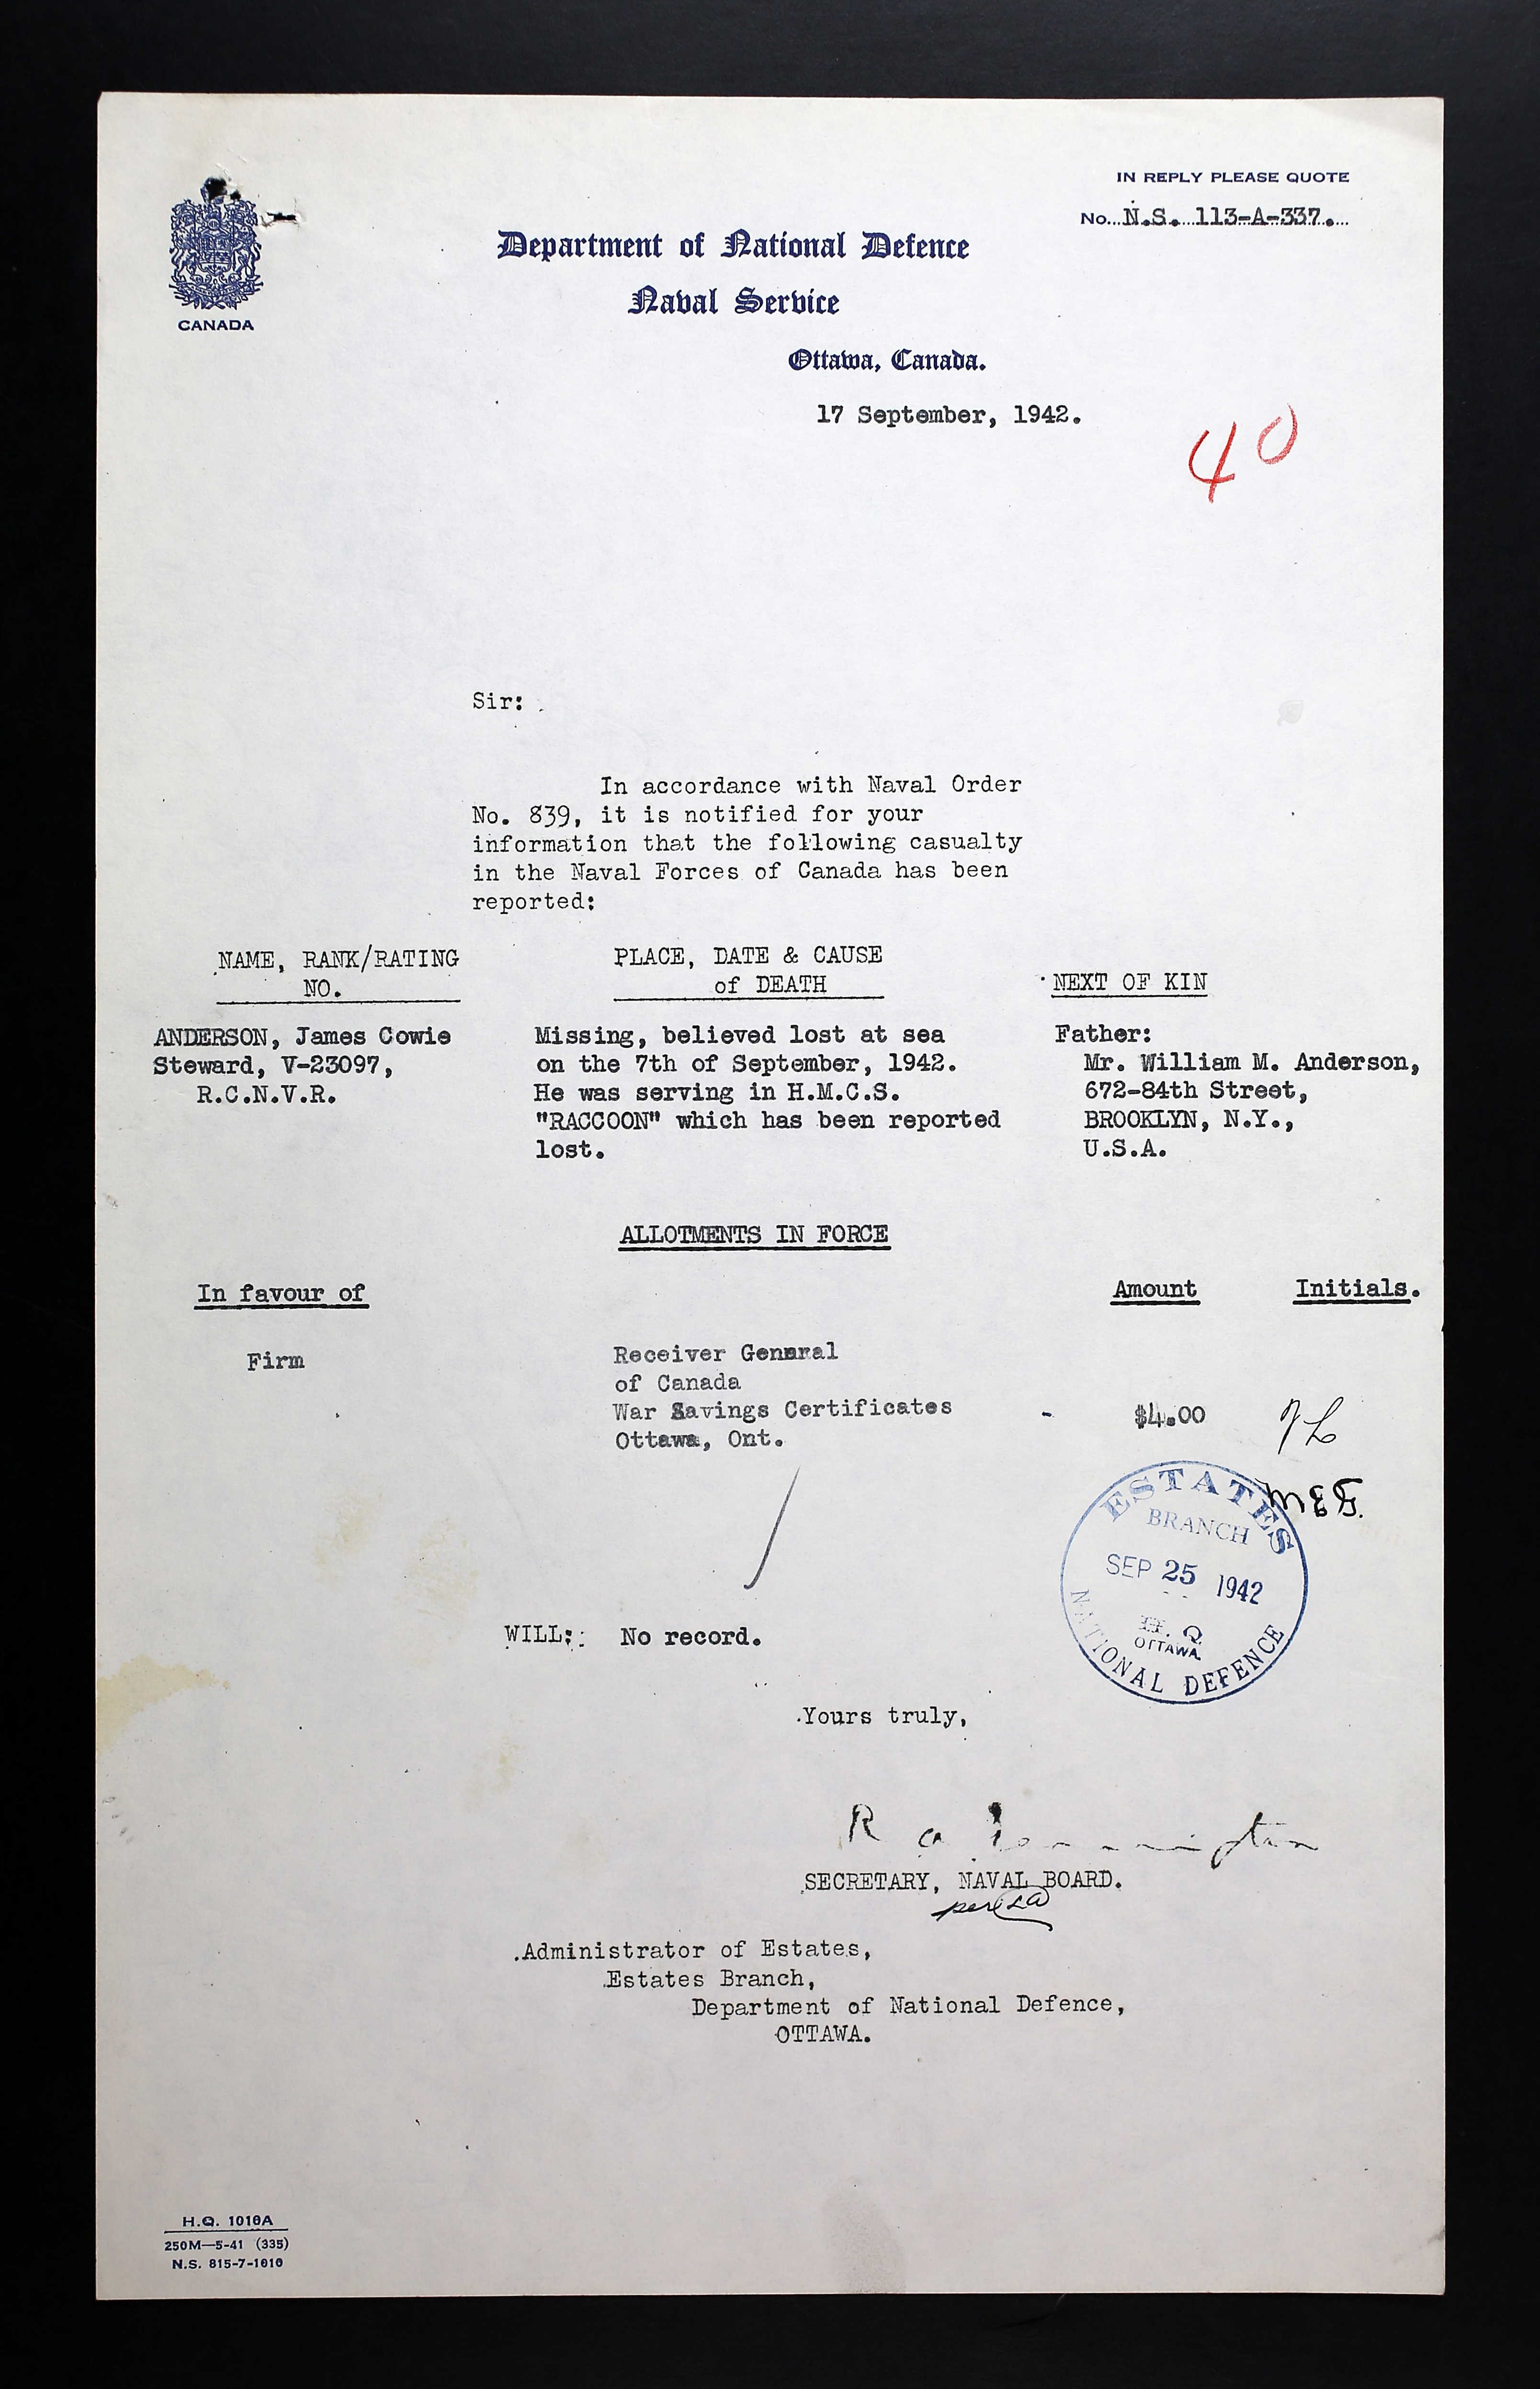 IN REPLY PLEASE QUOTE
No...N.S. 113-A-337....
CANADA
Department of National Defence
Naval Service
Ottawa, Canada.
17 September, 1942.
40
Sir:
In accordance with Naval Order
No. 839, it is notified for your
information that the following casualty
in the Naval Forces of Canada has been
reported:
NAME, RANK/RATING NO.
PLACE, DATE & CAUSE of DEATH
NEXT OF KIN
ANDERSON, James Cowie
Steward, V-23097,
R.C.N.V.R.
Missing, believed lost at sea
on the 7th of September, 1942.
He was serving in H.M.C.S.
"RACCOON" which has been reported
lost.
Father:
Mr. William M. Anderson,
672-84th Street,
BROOKLYN, N.Y.,
U.S.A.
ALLOTMENTS IN FORCE
In favour of Amount Initials.
Firm
Receiver General
of Canada
War Savings Certificates - $4.00
Ottawa, Ont.
ESTATES
BRANCH
SEP 25 1942
H.Q.
OTTAWA
NATIONAL DEFENCE
WILL: No record.
Yours truly,
SECRETARY, NAVAL BOARD.
per
Administrator of Estates,
Estates Branch,
Department of National Defence,
OTTAWA.
H.Q. 1010A
250M—5-41 (335)
N.S. 815-7-1010